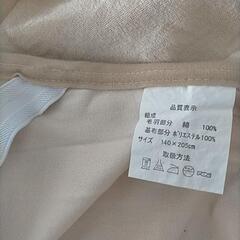 品質表示
組成
毛羽部分 綿 100%
基布部分 ポリエステル100%
サイズ 140×205cm
取扱方法